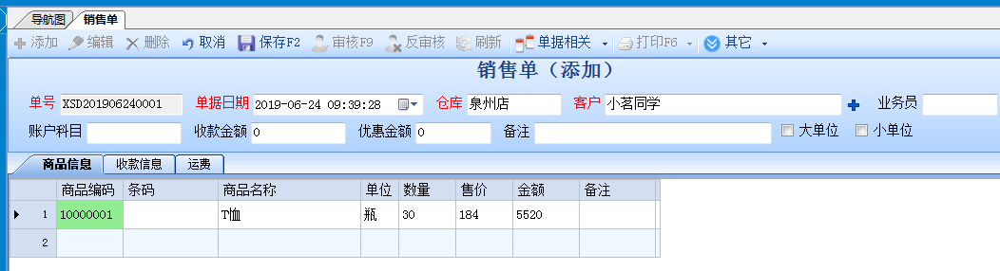 导航图 销售单
添加 编辑 删除 取消 保存F2 审核F9 反审核 刷新 单据相关 打印F6 其它
销售单（添加）
单号 XSD201906240001 单据日期 2019-06-24 09:39:28 仓库 泉州店 客户 小茗同学 业务员
账户科目 收款金额 0 优惠金额 0 备注 大单位 小单位
商品信息 收款信息 运费
商品编码 条码 商品名称 单位 数量 售价 金额 备注
1 10000001 T恤 瓶 30 184 5520
2